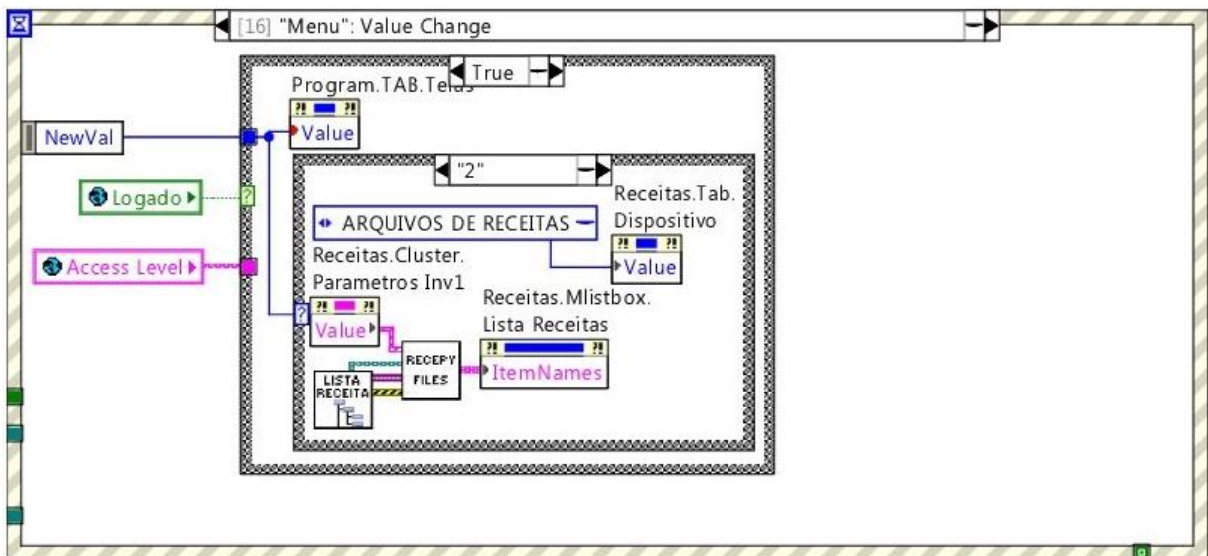 [16] "Menu": Value Change
True
Program.TAB.Telas
Value
NewVal
"2"
Logado
Receitas.Tab.
Dispositivo
ARQUIVOS DE RECEITAS
Value
Access Level
Receitas.Cluster.
Parametros Inv1
Value
Receitas.Mlistbox.
Lista Receitas
ItemNames
RECEPY
FILES
LISTA
RECEITA